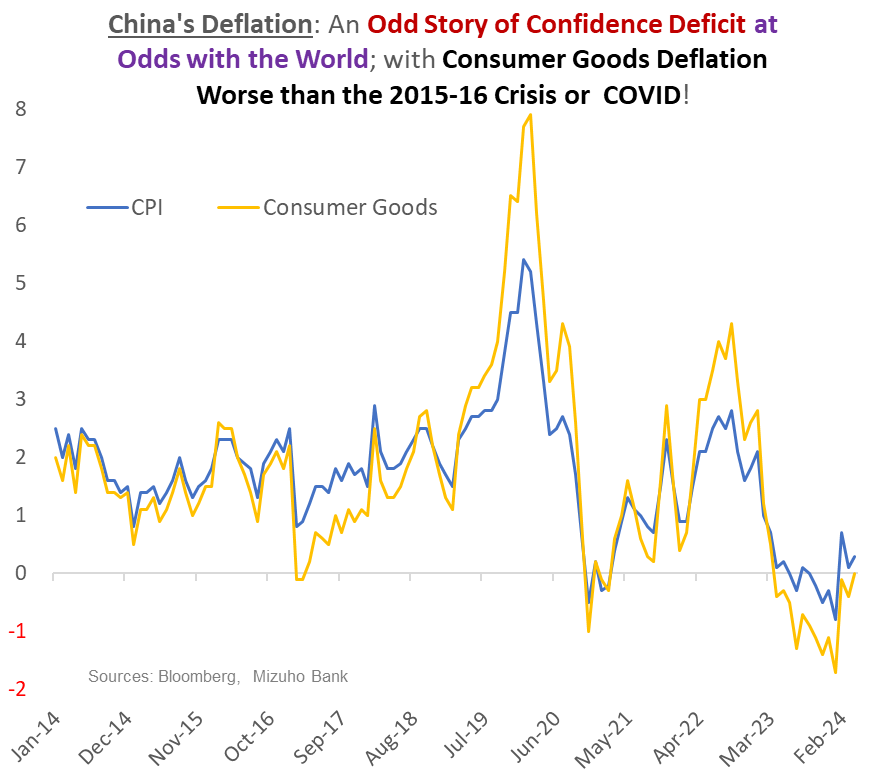 China's Deflation: An Odd Story of Confidence Deficit at
Odds with the World; with Consumer Goods Deflation
Worse than the 2015-16 Crisis or  COVID!
8
7
CPI
Consumer Goods
6
5
4
3
2
1
0
-1
Sources: Bloomberg,  Mizuho Bank
-2
Jan-14
Dec-14
Nov-15
Oct-16
Sep-17
Aug-18
Jul-19
Jun-20
May-21
Apr-22
Mar-23
Feb-24